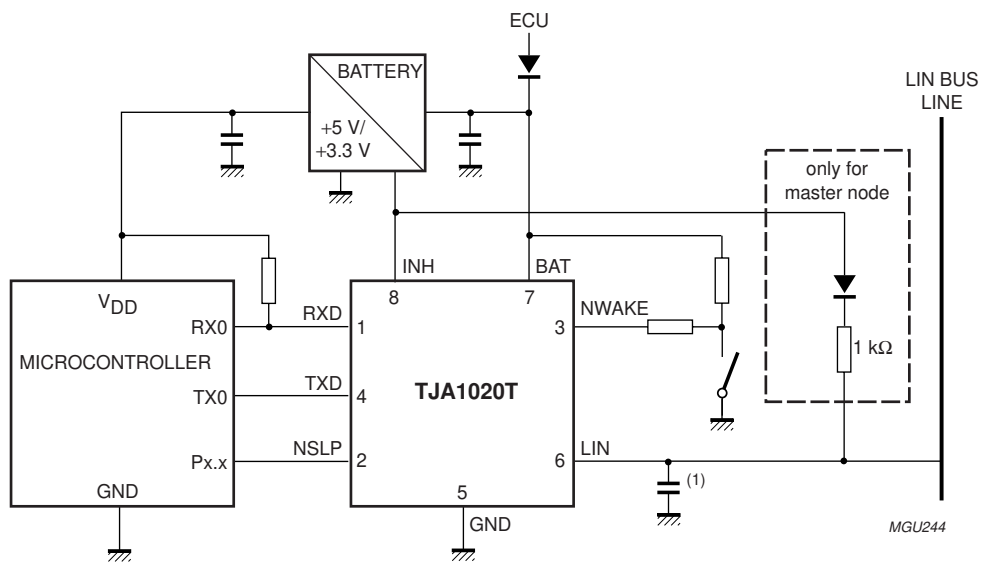 ECU
BATTERY
+5 V/
+3.3 V
LIN BUS
LINE
only for
master node
INH
BAT
8
7
VDD
RX0
RXD
1
NWAKE
3
1 kΩ
MICROCONTROLLER
TX0
TXD
4
TJA1020T
Px.x
NSLP
2
6
LIN
(1)
GND
5
GND
MGU244